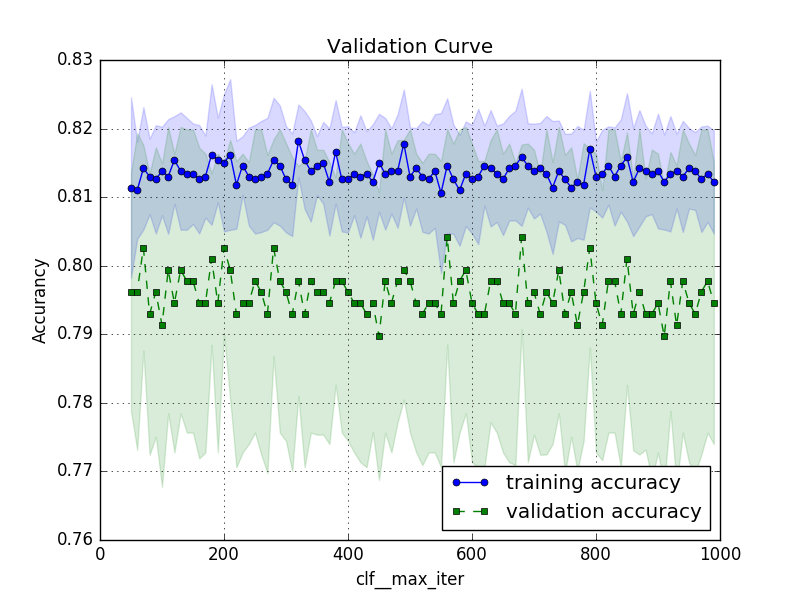 Validation Curve
0.83
0.82
0.81
0.80
0.79
0.78
0.77
0.76
Accurancy
training accuracy
validation accuracy
0 200 400 600 800 1000
clf__max_iter